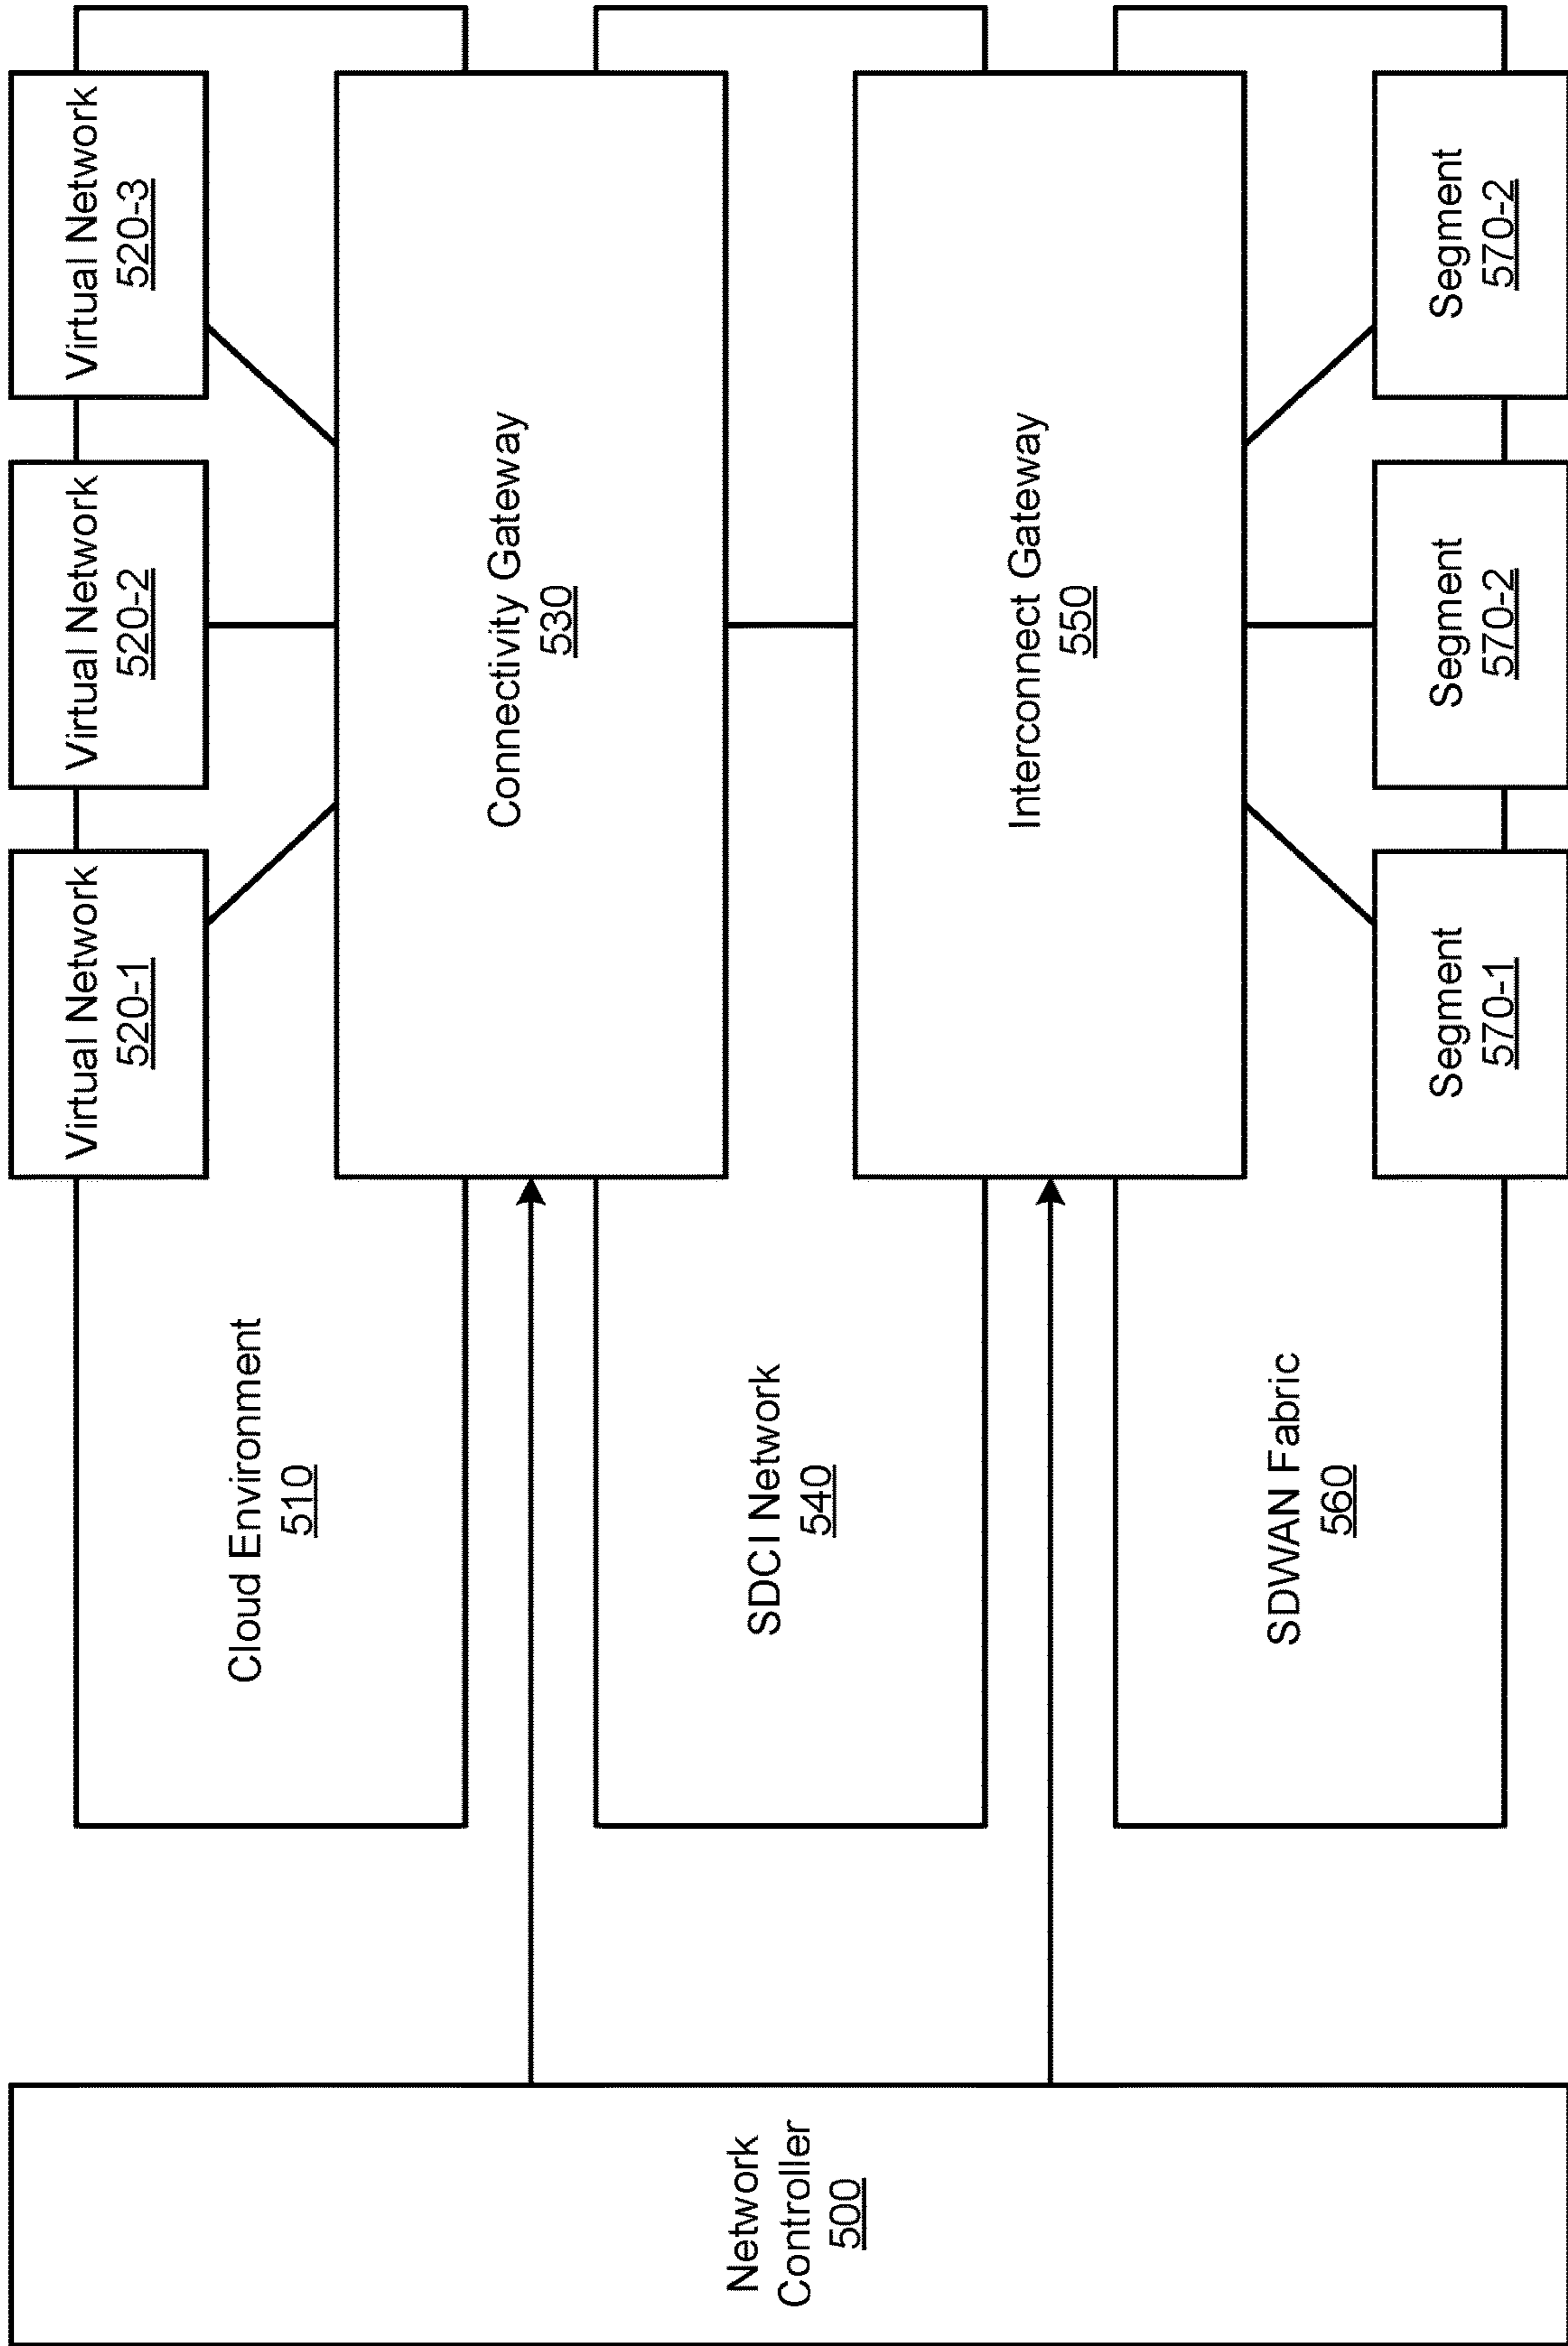 Network
Controller
500
Virtual Network
520-1
Virtual Network
520-2
Virtual Network
520-3
Cloud Environment
510
Connectivity Gateway
530
SDCI Network
540
Interconnect Gateway
550
SDWAN Fabric
560
Segment
570-1
Segment
570-2
Segment
570-2